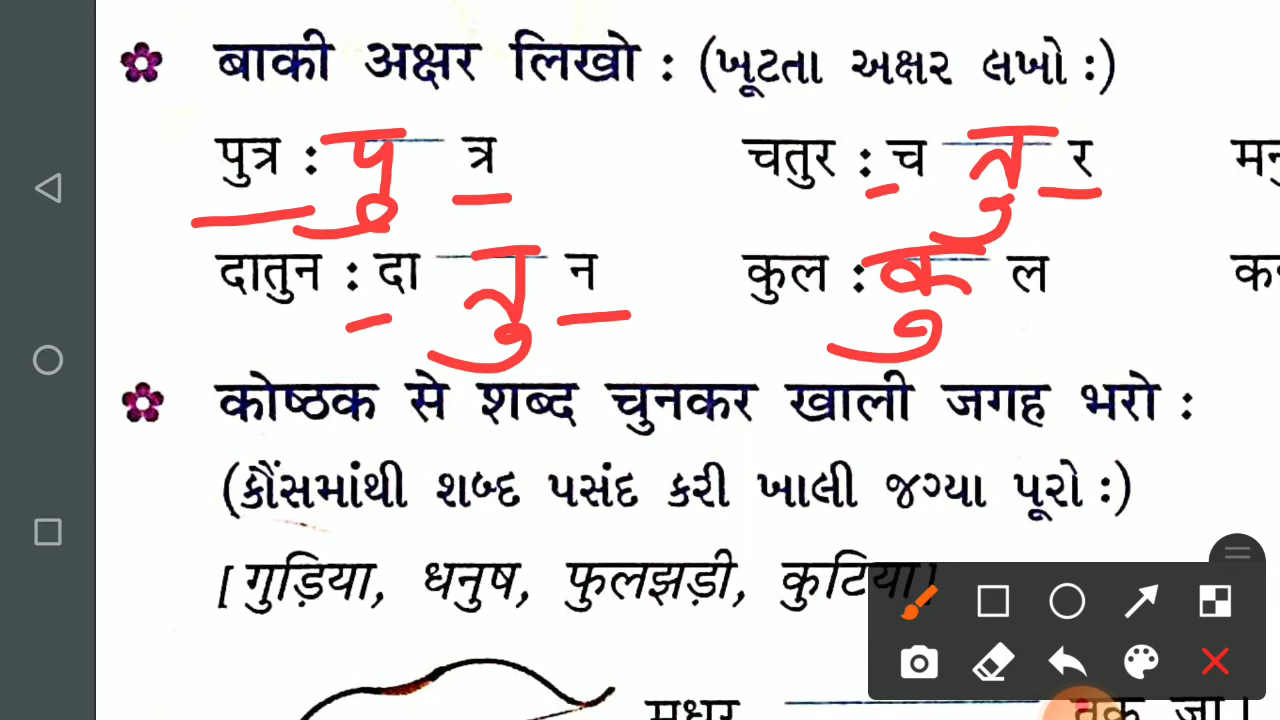 बाकी अक्षर लिखो : (ખૂટતા અક્ષર લખો :)
पुत्र : पु त्र चतुर : च तु र
दातुन : दा तु न कुल : कु ल
कोष्ठक से शब्द चुनकर खाली जगह भरो :
(કૌંસમાંથી શબ્દ પસંદ કરી ખાલી જગ્યા પૂરો :)
[गुड़िया, धनुष, फुलझड़ी, कुटिया]